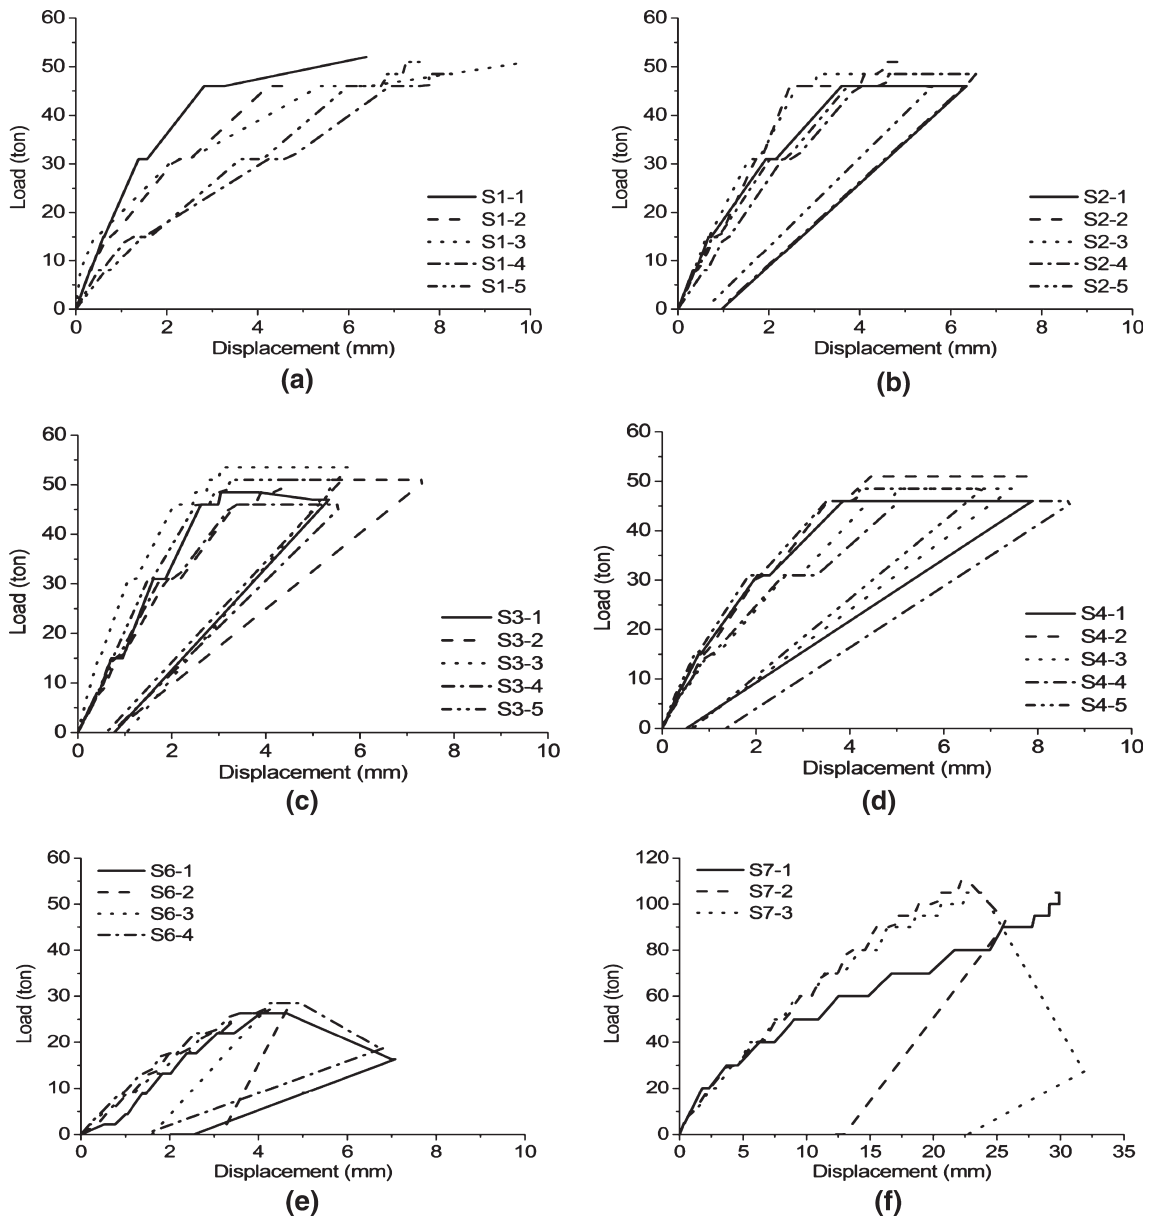 60
50
40
30
20
10
0
Load (ton)
S1-1
S1-2
S1-3
S1-4
S1-5
0 2 4 6 8 10
Displacement (mm)
(a)
60
50
40
30
20
10
0
Load (ton)
S2-1
S2-2
S2-3
S2-4
S2-5
0 2 4 6 8 10
Displacement (mm)
(b)
60
50
40
30
20
10
0
Load (ton)
S3-1
S3-2
S3-3
S3-4
S3-5
0 2 4 6 8 10
Displacement (mm)
(c)
60
50
40
30
20
10
0
Load (ton)
S4-1
S4-2
S4-3
S4-4
S4-5
0 2 4 6 8 10
Displacement (mm)
(d)
60
50
40
30
20
10
0
Load (ton)
S6-1
S6-2
S6-3
S6-4
0 2 4 6 8 10
Displacement (mm)
(e)
120
100
80
60
40
20
0
Load (ton)
S7-1
S7-2
S7-3
0 5 10 15 20 25 30 35
Displacement (mm)
(f)